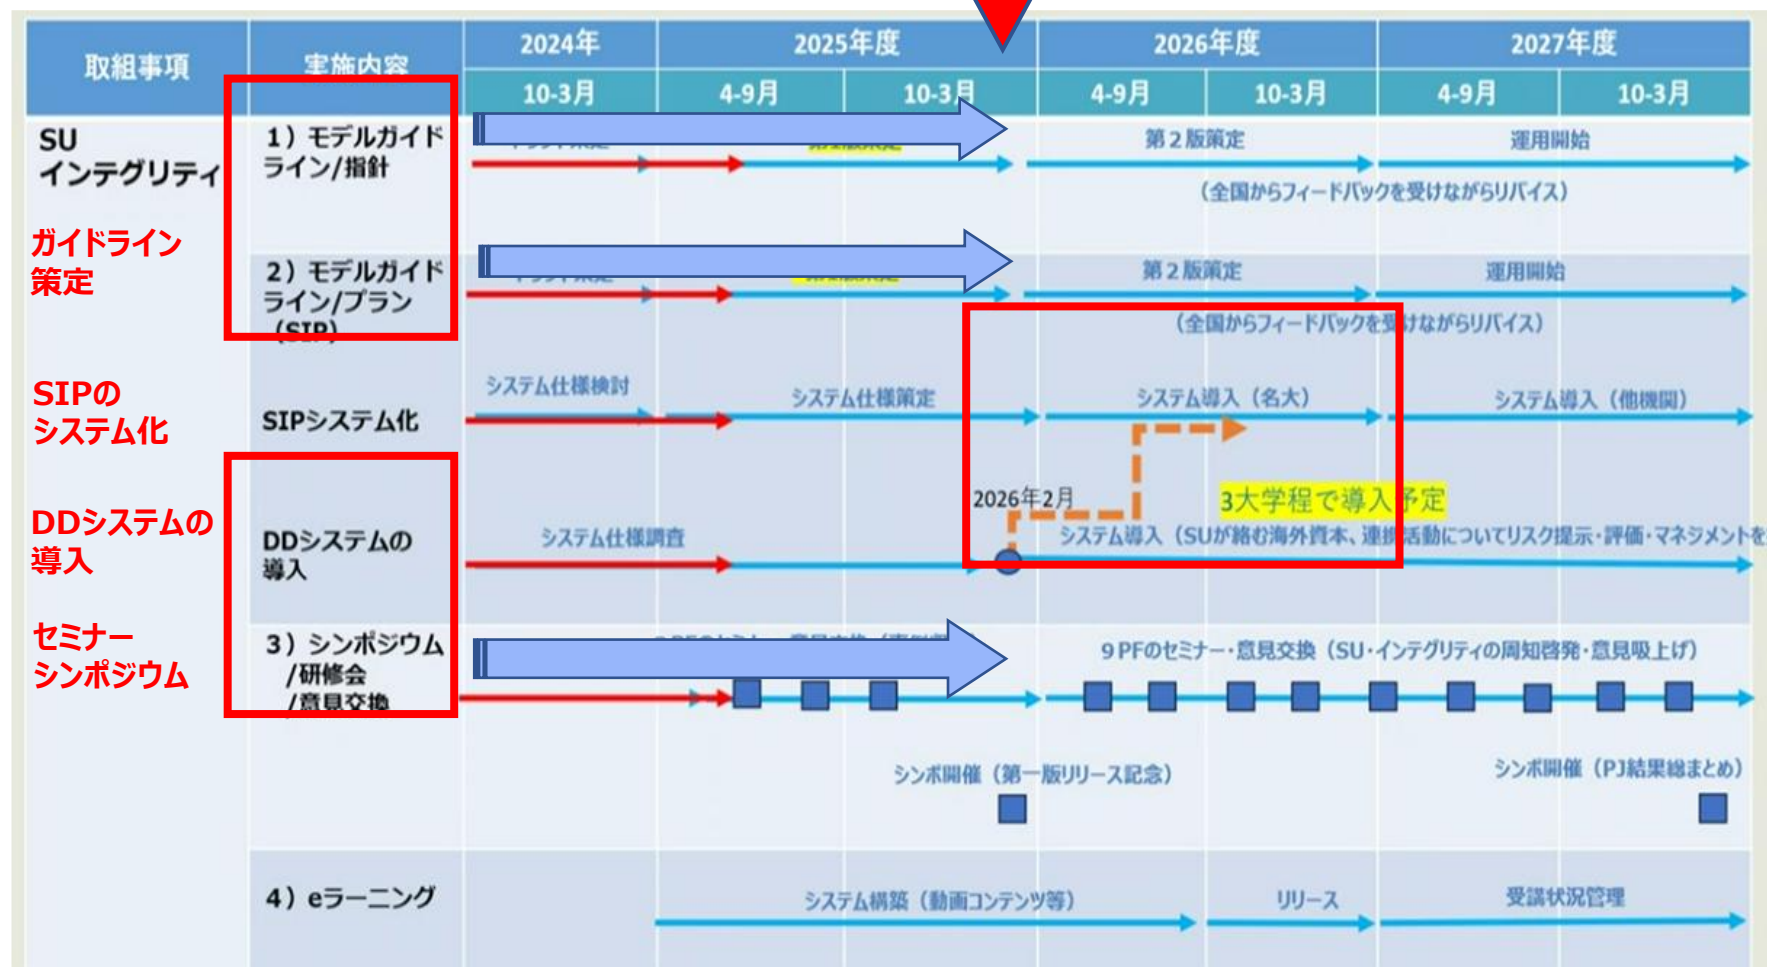 取組事項
実施内容
2024年
2025年度
2026年度
2027年度
10-3月
4-9月
10-3月
4-9月
10-3月
4-9月
10-3月
SU
インテグリティ
1）モデルガイド
ライン/指針
第２版策定
運用開始
（全国からフィードバックを受けながらリバイス）
ガイドライン
策定
2）モデルガイド
ライン/プラン
（SIP）
第２版策定
運用開始
（全国からフィードバックを受けながらリバイス）
SIPの
システム化
SIPシステム化
システム仕様検討
システム仕様策定
システム導入（名大）
システム導入（他機関）
2026年2月
3大学程で導入予定
DDシステムの
導入
DDシステムの
導入
システム仕様調査
システム導入（SUが絡む海外資本、連携活動についてリスク提示・評価・マネジメントを
セミナー
シンポジウム
3）シンポジウム
/研修会
/意見交換
9PFのセミナー・意見交換（SU・インテグリティの周知啓発・意見吸上げ）
シンポ開催（第一版リリース記念）
シンポ開催（PJ結果総まとめ）
4）eラーニング
システム構築（動画コンテンツ等）
リリース
受講状況管理